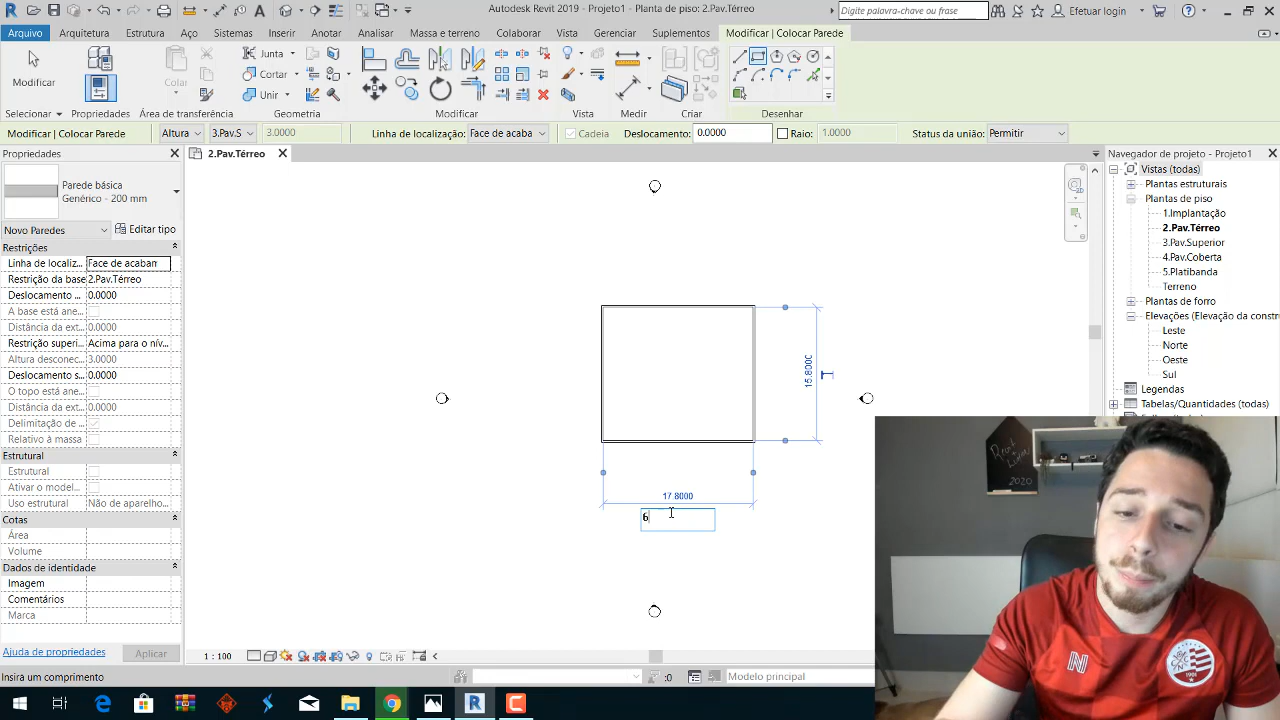 Autodesk Revit 2019 - Projeto1 - Planta de piso: 2.Pav.Térreo
Digite palavra-chave ou frase
Efetuar login
Arquivo Arquitetura Estrutura Aço Sistemas Inserir Anotar Analisar Massa e terreno Colaborar Vista Gerenciar Suplementos Modificar | Colocar Parede
Modificar Colar Junta Cortar Unir
Selecionar Propriedades Área de transferência Geometria Modificar Vista Medir Criar Desenhar
Modificar | Colocar Parede Altura 3.Pav.S 3.0000 Linha de localização: Face de acaba Cadeia Deslocamento: 0.0000 Raio: 1.0000 Status da união: Permitir
Propriedades
2.Pav.Térreo
Parede básica
Genérico - 200 mm
Novo Paredes Editar tipo
Restrições
Linha de localiz... Face de acabam
Restrição da base 2.Pav.Térreo
Deslocamento ... 0.0000
A base está ane...
Distância da ext... 0.0000
Restrição superi... Acima para o nív...
Altura desconec... 3.0000
Deslocamento s... 0.0000
O topo está ane...
Distância da ext... 0.0000
Delimitação de ...
Relativo à massa
Estrutural
Estrutural
Ativar o model...
Uso estrutural Não de aparelho...
Cotas
Área
Volume
Dados de identidade
Imagem
Comentários
Marca
Ajuda de propriedades Aplicar
15.8000
17.8000
6
Navegador de projeto - Projeto1
Vistas (todas)
Plantas estruturais
Plantas de piso
1.Implantação
2.Pav.Térreo
3.Pav.Superior
4.Pav.Coberta
5.Platibanda
Terreno
Plantas de forro
Elevações (Elevação da constr
Leste
Norte
Oeste
Sul
Legendas
Tabelas/Quantidades (todas)
2020
1 : 100
Insirá um comprimento
:0
Modelo principal